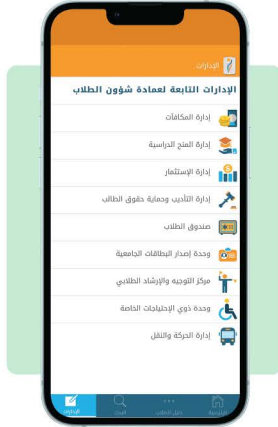 الإدارات
الإدارات التابعة لعمادة شؤون الطلاب
إدارة المكافآت
إدارة المنح الدراسية
إدارة الإستثمار
إدارة التأديب وحماية حقوق الطالب
صندوق الطلاب
وحدة إصدار البطاقات الجامعية
مركز التوجيه والإرشاد الطلابي
وحدة ذوي الإحتياجات الخاصة
إدارة الحركة والنقل
الرئيسية دليل الطالب البحث الإدارات